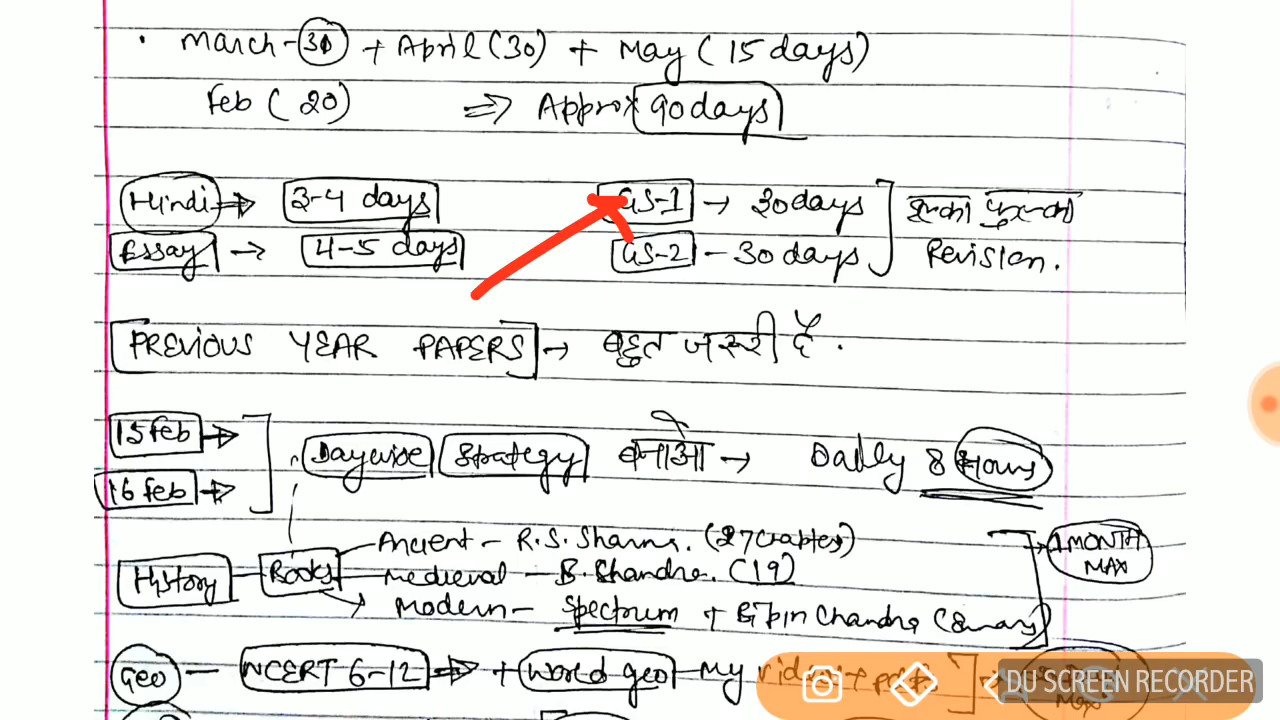 • March-30 + April (30) + May (15 days)
Feb (20) ⇒ Approx 90 days
Hindi → 3-4 days GS-1 → 30 days
Essay → 4-5 days GS-2 - 30 days Revision.
PREVIOUS YEAR PAPERS → बहुत जरूरी है.
15 Feb →
Daywise Strategy बनाओ → Daily 8 Hours
16 Feb →
Ancient - R.S. Sharma. (27 Chapters)
1 MONTH MAX
History - Books Medieval - B. Chandra. (19)
→ Modern - Spectrum + Bipin Chandra
Geo - NCERT 6-12 → + World geo - My
DU SCREEN RECORDER
Max